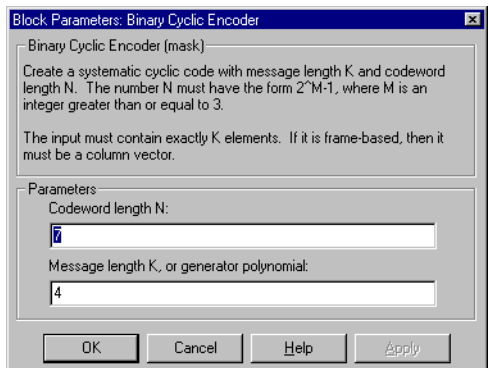 Block Parameters: Binary Cyclic Encoder
Binary Cyclic Encoder (mask)
Create a systematic cyclic code with message length K and codeword
length N.  The number N must have the form 2^M-1, where M is an
integer greater than or equal to 3.
The input must contain exactly K elements.  If it is frame-based, then it
must be a column vector.
Parameters
Codeword length N:
7
Message length K, or generator polynomial:
4
OK Cancel Help Apply